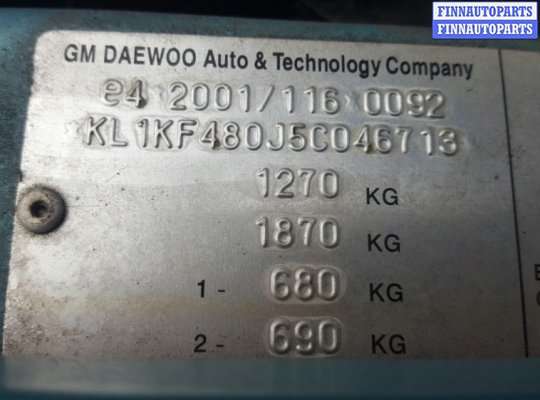 FINNAUTOPARTS
FINNAUTOPARTS
GM DAEWOO Auto & Technology Company
e4 2001/116 0092
KL1KF480J5C046713
1270 KG
1870 KG
1- 680 KG
2- 690 KG